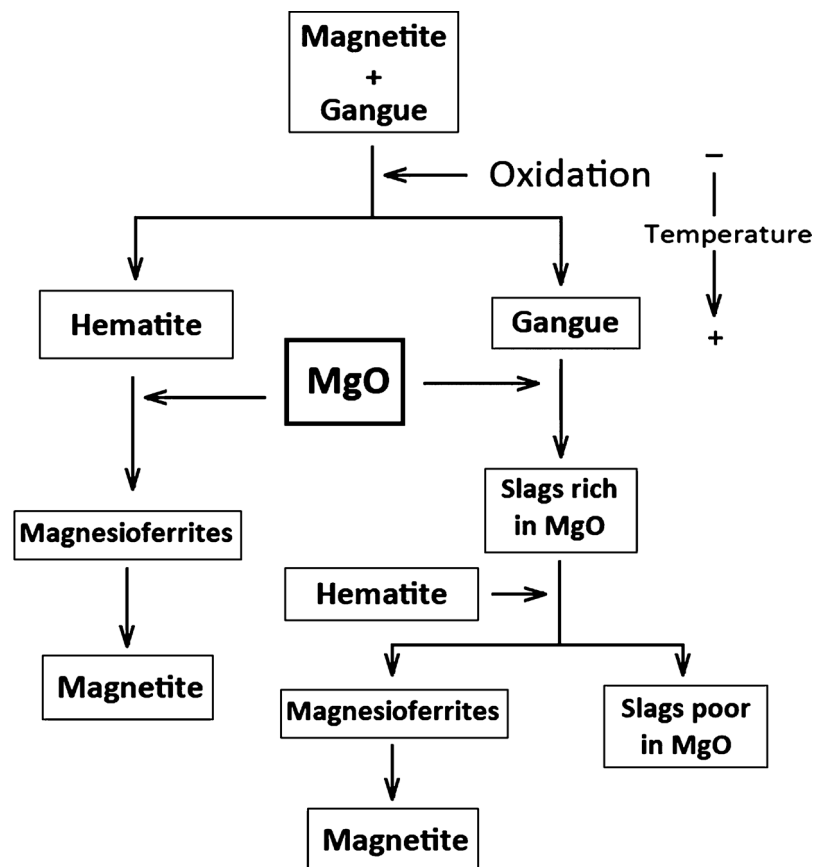 Magnetite
+
Gangue
Oxidation
−
Temperature
+
Hematite
Gangue
MgO
Slags rich
in MgO
Magnesioferrites
Hematite
Magnetite
Magnesioferrites
Slags poor
in MgO
Magnetite